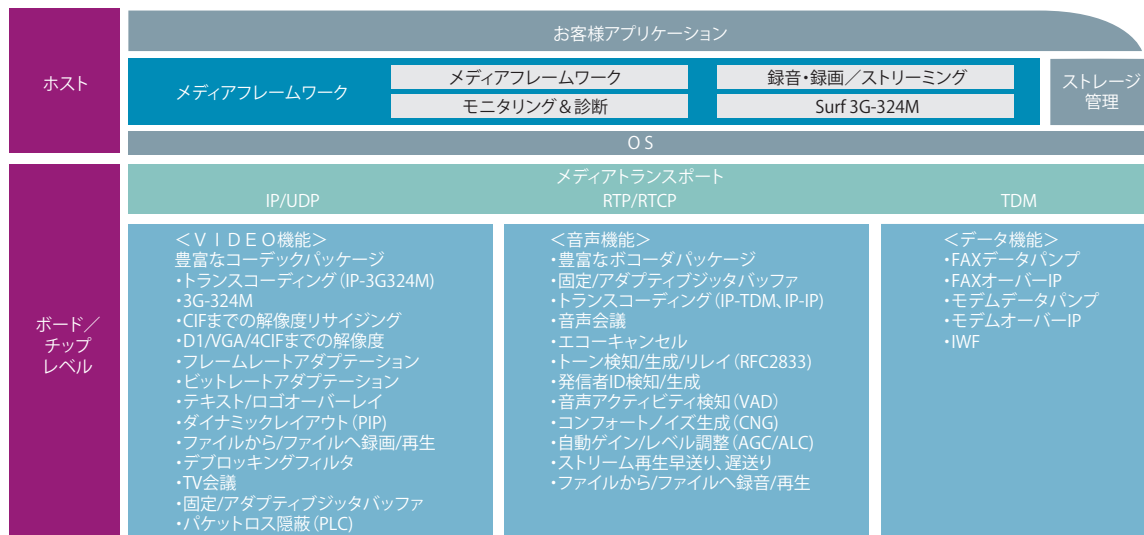 お客様アプリケーション
ホスト
メディアフレームワーク
メディアフレームワーク
録音・録画／ストリーミング
モニタリング＆診断
Surf 3G-324M
ストレージ
管理
ＯＳ
メディアトランスポート
IP/UDP
RTP/RTCP
TDM
ボード／
チップ
レベル
＜ＶＩＤＥＯ機能＞
豊富なコーデックパッケージ
・トランスコーディング（IP-3G324M）
・3G-324M
・CIFまでの解像度リサイジング
・D1/VGA/4CIFまでの解像度
・フレームレートアダプテーション
・ビットレートアダプテーション
・テキスト/ロゴオーバーレイ
・ダイナミックレイアウト（PIP）
・ファイルから/ファイルへ録画/再生
・デブロッキングフィルタ
・TV会議
・固定/アダプティブジッタバッファ
・パケットロス隠蔽（PLC）
＜音声機能＞
・豊富なボコーダパッケージ
・固定/アダプティブジッタバッファ
・トランスコーディング（IP-TDM、IP-IP）
・音声会議
・エコーキャンセル
・トーン検知/生成/リレイ（RFC2833）
・発信者ID検知/生成
・音声アクティビティ検知（VAD）
・コンフォートノイズ生成（CNG）
・自動ゲイン/レベル調整（AGC/ALC）
・ストリーム再生早送り、遅送り
・ファイルから/ファイルへ録音/再生
＜データ機能＞
・FAXデータパンプ
・FAXオーバーIP
・モデムデータパンプ
・モデムオーバーIP
・IWF